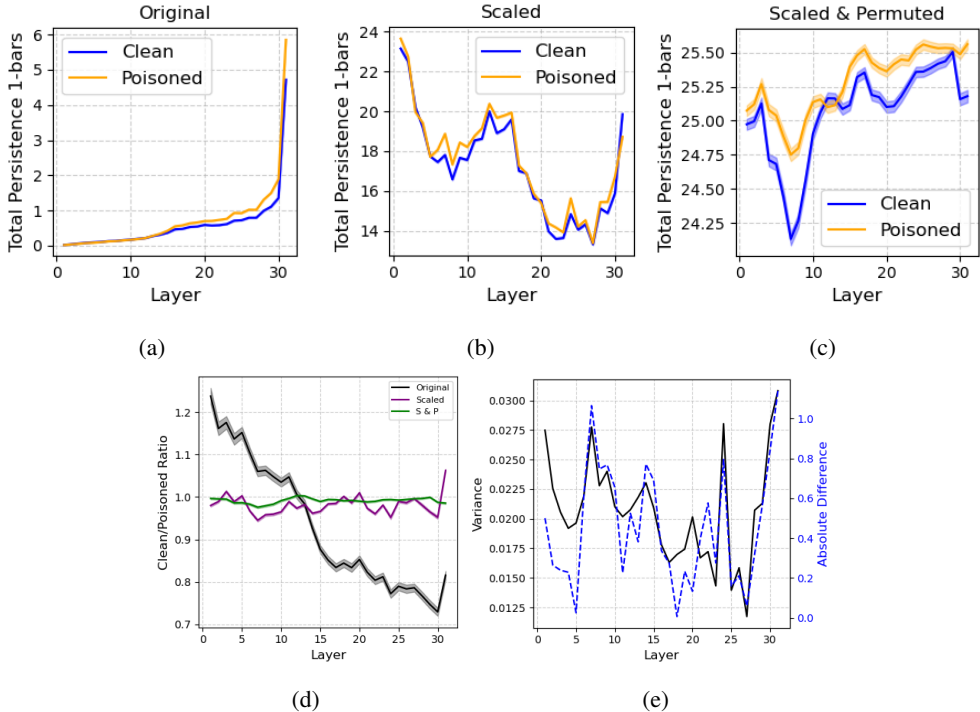 Original
Total Persistence 1-bars
6
5
4
3
2
1
0
Clean
Poisoned
0 10 20 30
Layer
(a)
Scaled
Total Persistence 1-bars
24
22
20
18
16
14
Clean
Poisoned
0 10 20 30
Layer
(b)
Scaled & Permuted
Total Persistence 1-bars
25.50
25.25
25.00
24.75
24.50
24.25
Clean
Poisoned
0 10 20 30
Layer
(c)
Clean/Poisoned Ratio
1.2
1.1
1.0
0.9
0.8
0.7
Original
Scaled
S & P
0 5 10 15 20 25 30
Layer
(d)
Variance
0.0300
0.0275
0.0250
0.0225
0.0200
0.0175
0.0150
0.0125
1.0
0.8
0.6
0.4
0.2
0.0
Absolute Difference
0 5 10 15 20 25 30
Layer
(e)